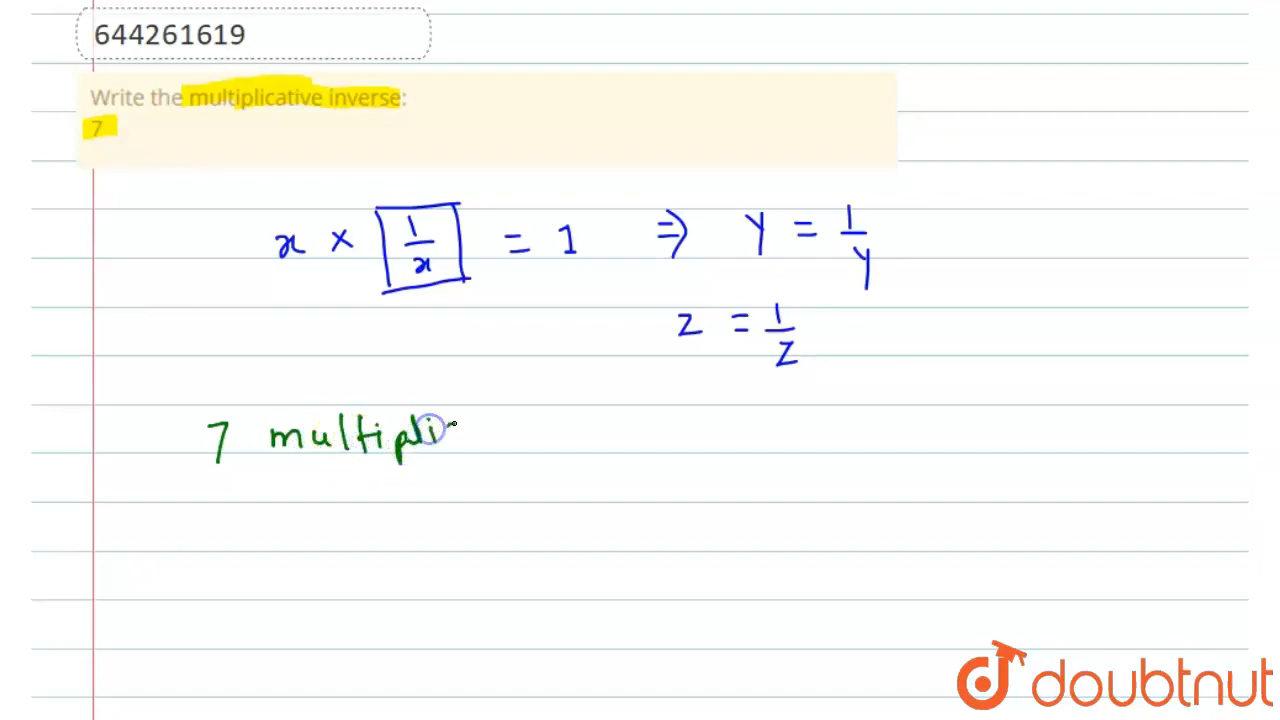 644261619
Write the multiplicative inverse:
7
x × 1/x = 1 ⇒ y = 1/y
z = 1/z
7 multipli
doubtnut